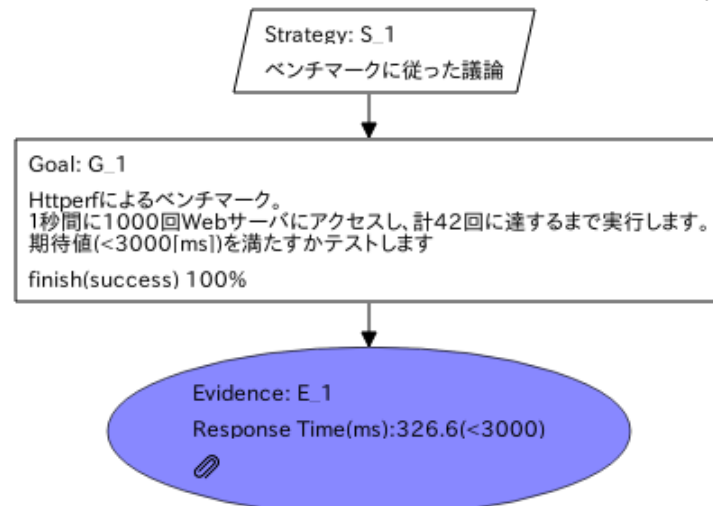 Strategy: S_1
ベンチマークに従った議論
Goal: G_1
Httperfによるベンチマーク。
1秒間に1000回Webサーバにアクセスし、計42回に達するまで実行します。
期待値(<3000[ms])を満たすかテストします
finish(success) 100%
Evidence: E_1
Response Time(ms):326.6(<3000)